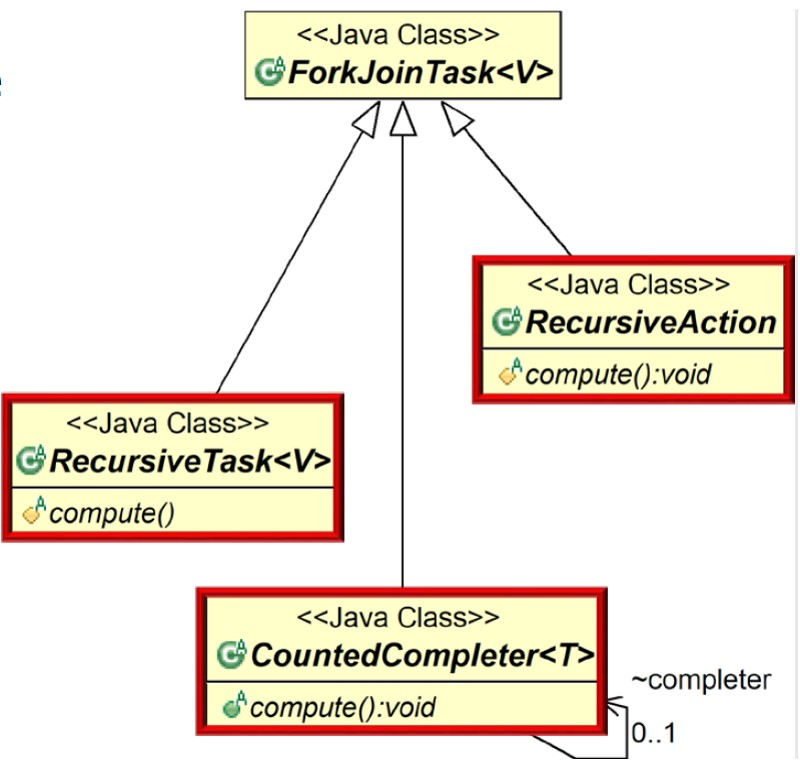 <<Java Class>>
ForkJoinTask<V>
<<Java Class>>
RecursiveAction
compute():void
<<Java Class>>
RecursiveTask<V>
compute()
<<Java Class>>
CountedCompleter<T>
compute():void
~completer
0..1